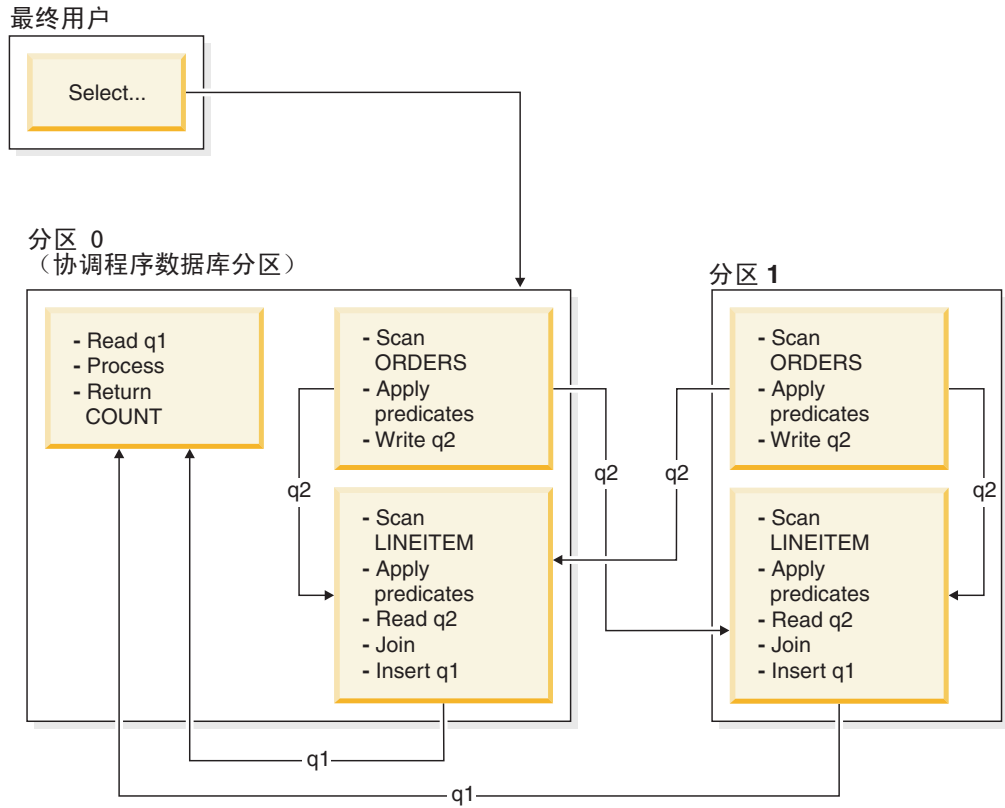 最终用户
Select...
分区 0
（协调程序数据库分区）
- Read q1
- Process
- Return
COUNT
- Scan
ORDERS
- Apply
predicates
- Write q2
q2
- Scan
LINEITEM
- Apply
predicates
- Read q2
- Join
- Insert q1
q2
q2
分区 1
- Scan
ORDERS
- Apply
predicates
- Write q2
q2
- Scan
LINEITEM
- Apply
predicates
- Read q2
- Join
- Insert q1
q1
q1